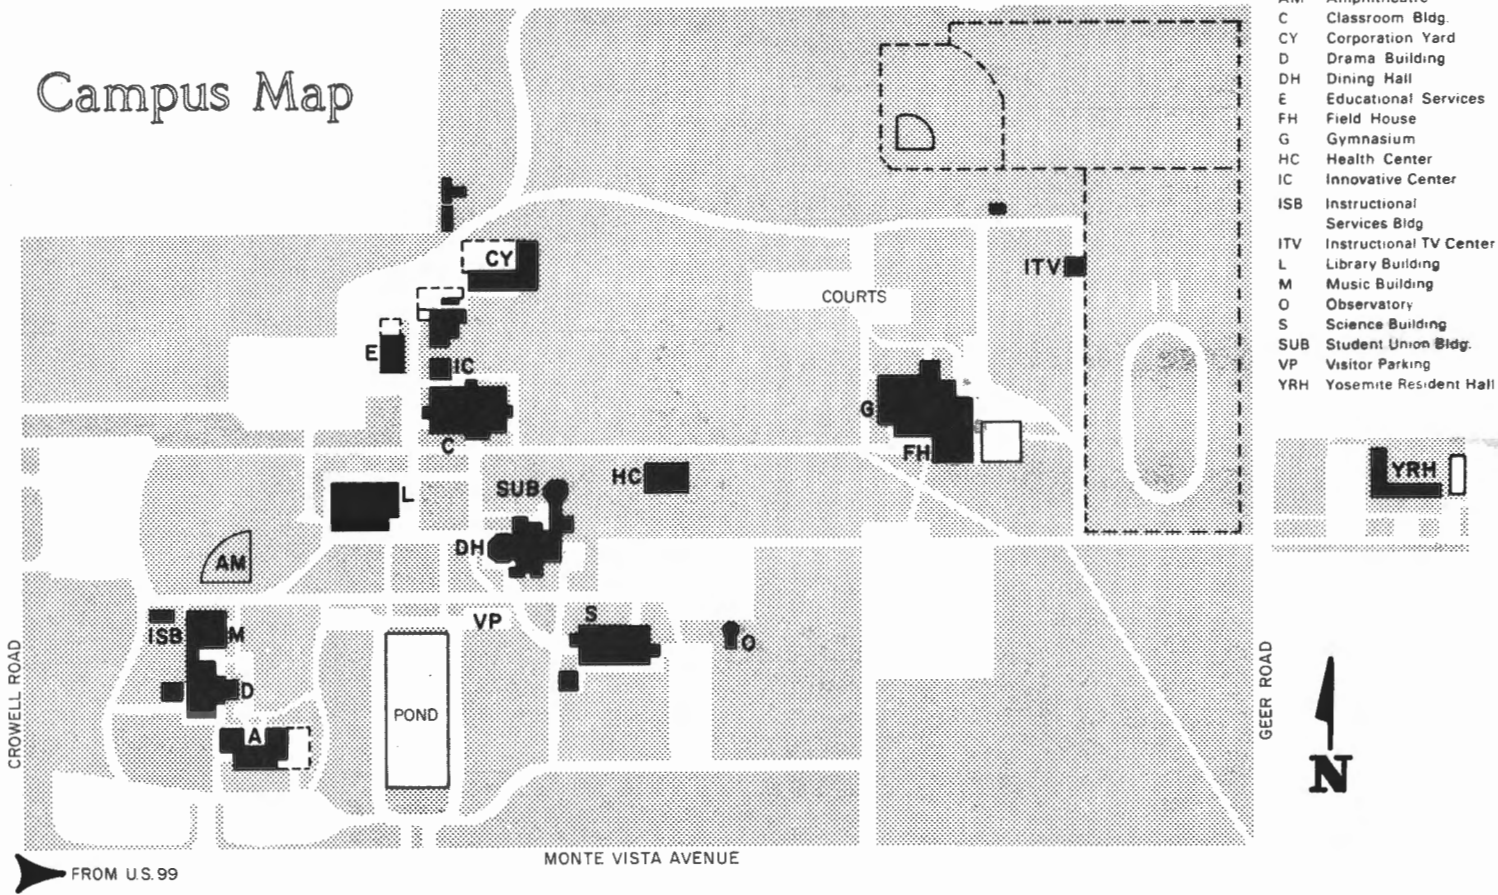 Campus Map
AM Amphitheatre
C Classroom Bldg.
CY Corporation Yard
D Drama Building
DH Dining Hall
E Educational Services
FH Field House
G Gymnasium
HC Health Center
IC Innovative Center
ISB Instructional
Services Bldg
ITV Instructional TV Center
L Library Building
M Music Building
O Observatory
S Science Building
SUB Student Union Bldg.
VP Visitor Parking
YRH Yosemite Resident Hall
CY
ITV
COURTS
E
IC
G
C
FH
YRH
HC
SUB
L
DH
AM
S
VP
ISB
M
O
D
POND
A
CROWELL ROAD
GEER ROAD
N
MONTE VISTA AVENUE
FROM U.S. 99